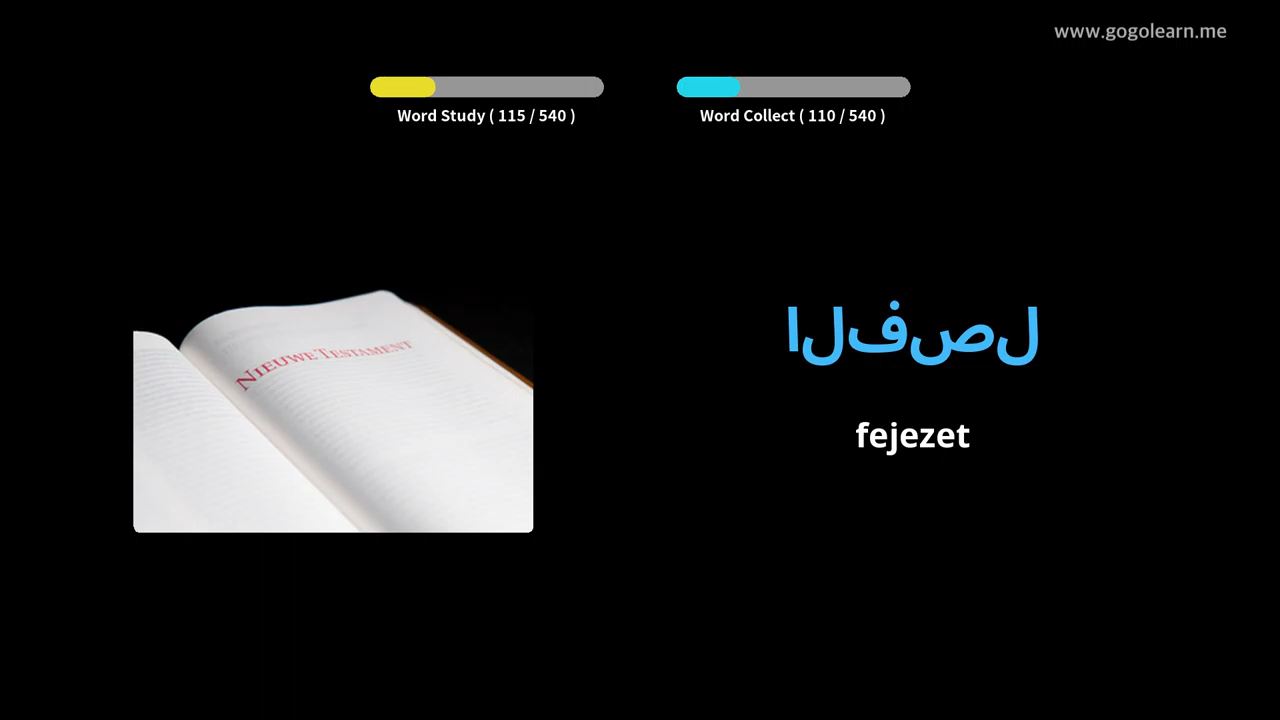 www.gogolearn.me
Word Study ( 115 / 540 )
Word Collect ( 110 / 540 )
NIEUWE TESTAMENT
الفصل
fejezet